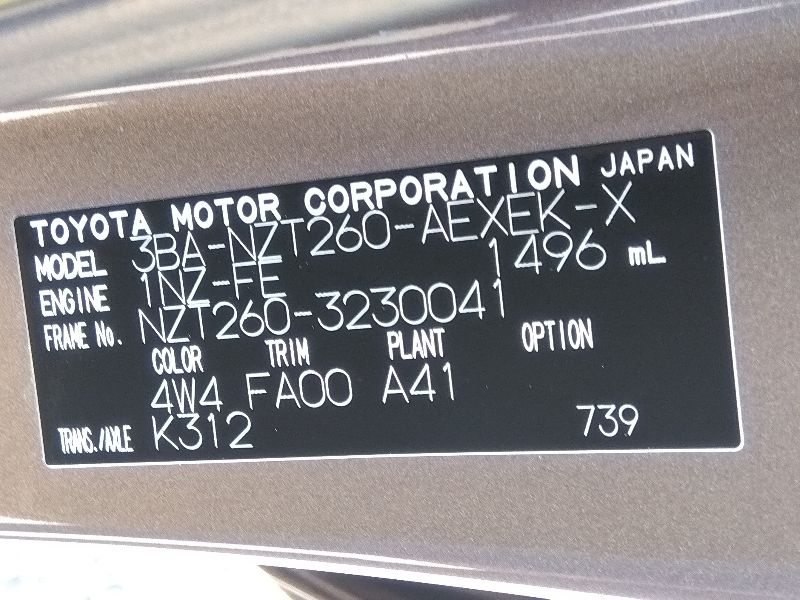 TOYOTA MOTOR CORPORATION JAPAN
MODEL 3BA-NZT260-AEXEK-X
ENGINE 1NZ-FE 1496 mL
FRAME No. NZT260-3230041
COLOR TRIM PLANT OPTION
4W4 FA00 A41
TRANS./AXLE K312 739